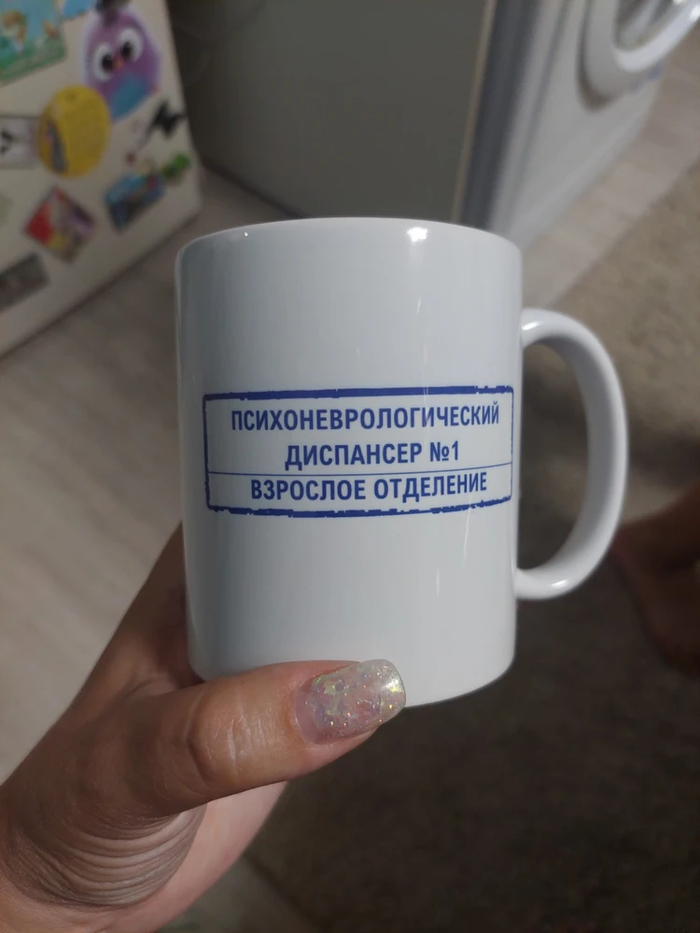 ПСИХОНЕВРОЛОГИЧЕСКИЙ
ДИСПАНСЕР №1
ВЗРОСЛОЕ ОТДЕЛЕНИЕ